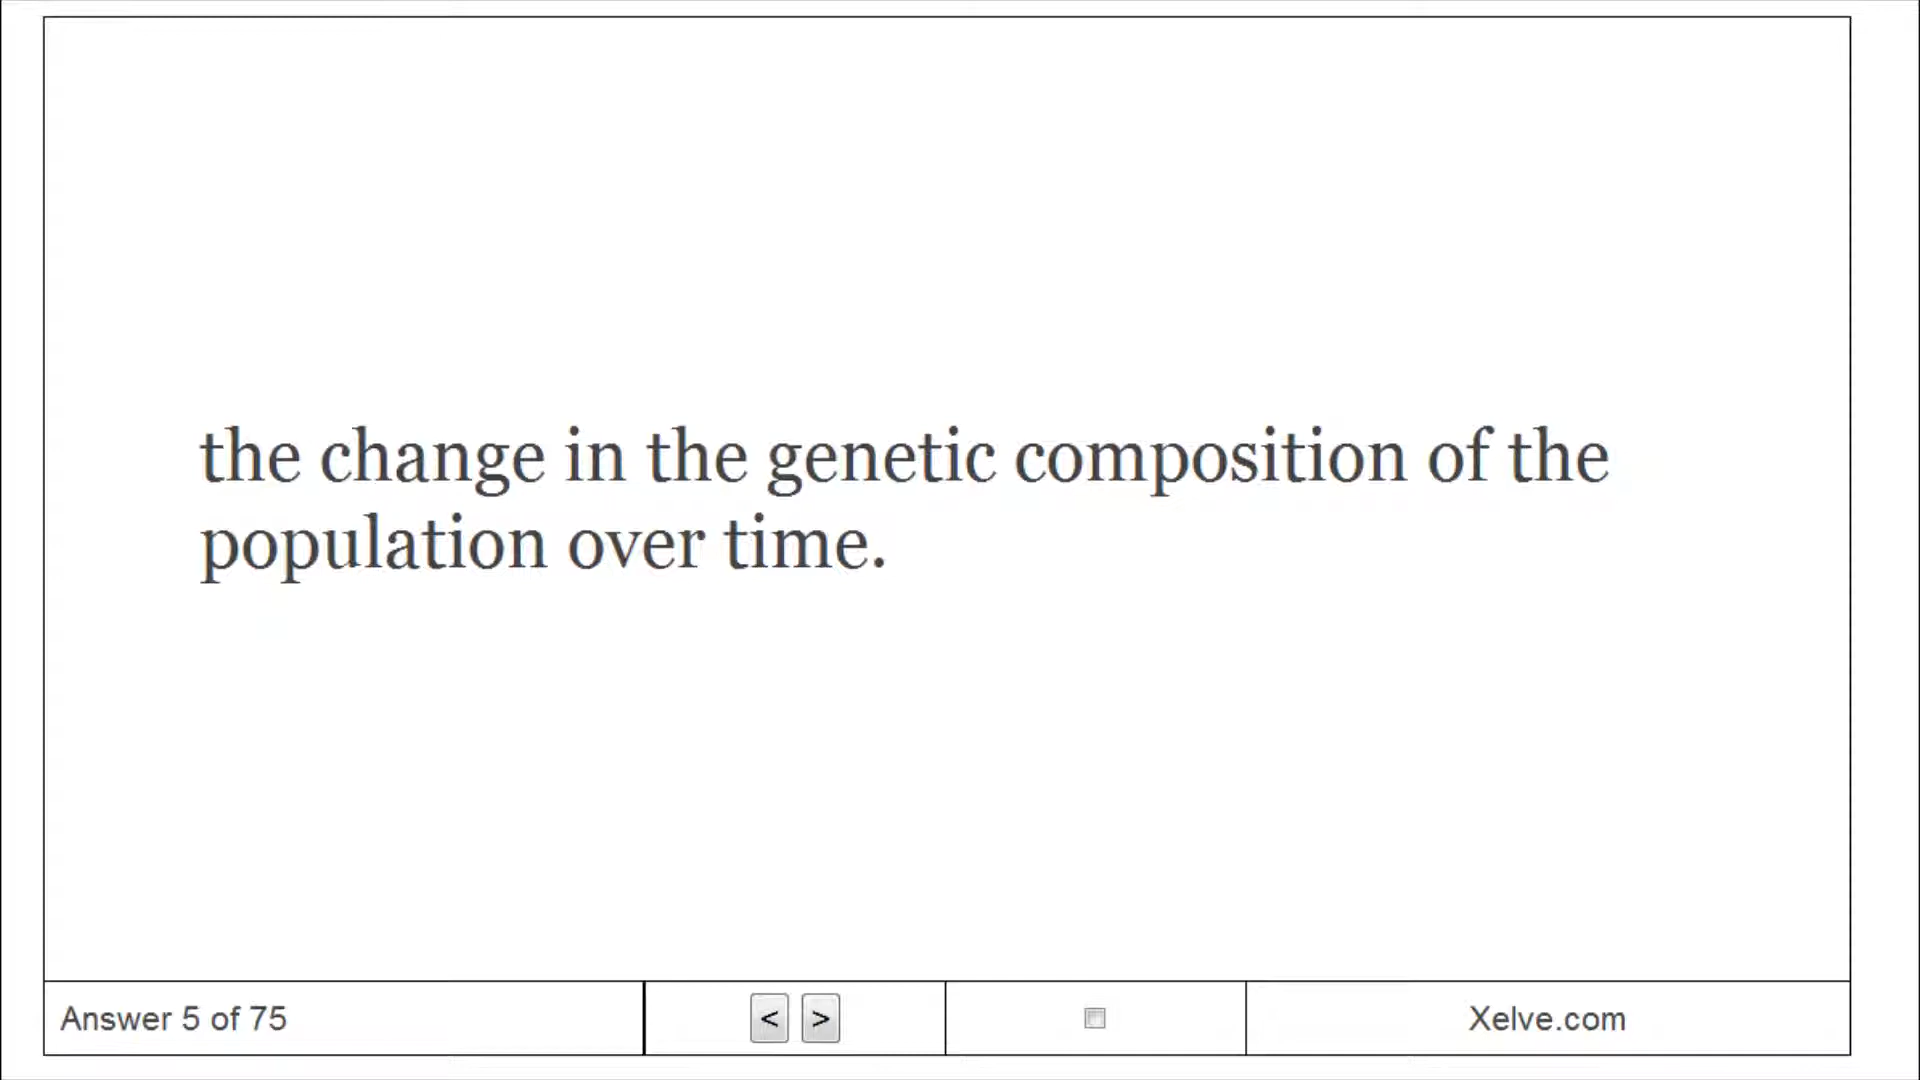 the change in the genetic composition of the
population over time.
Answer 5 of 75
< >
Xelve.com